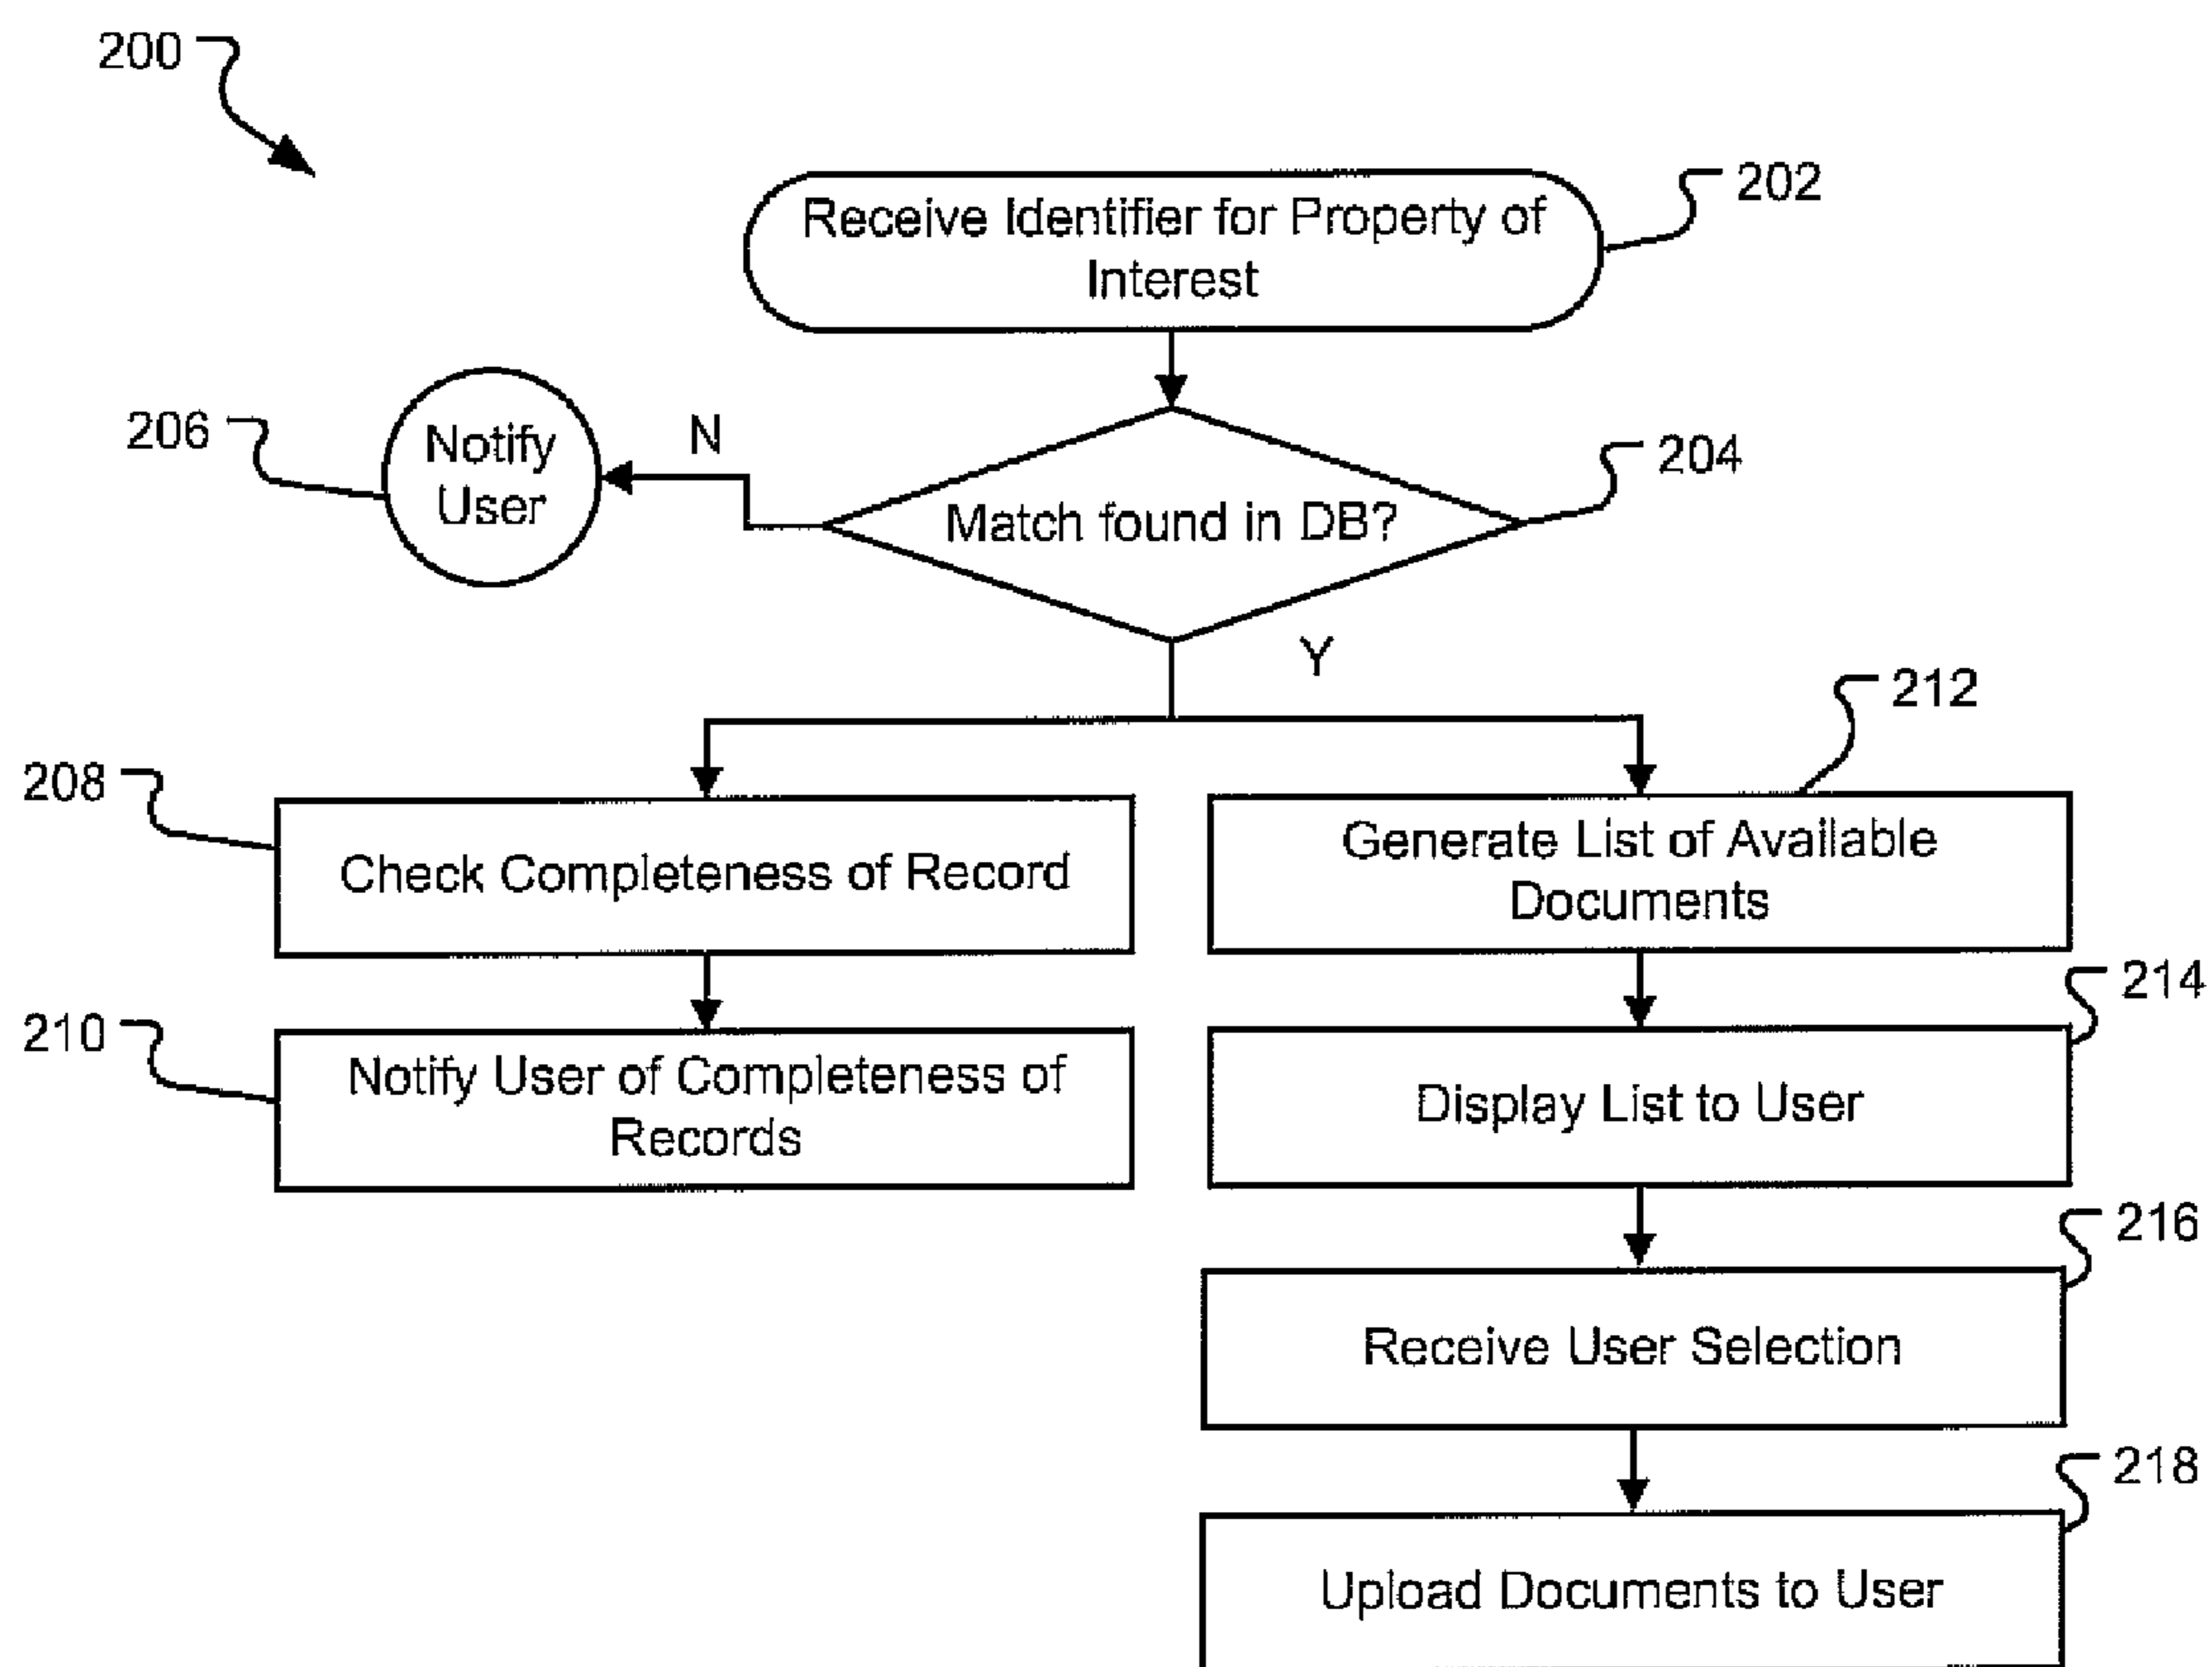 200
202
Receive Identifier for Property of
Interest
206
Notify
User
N
204
Match found in DB?
Y
212
208
Check Completeness of Record
Generate List of Available
Documents
214
210
Notify User of Completeness of
Records
Display List to User
216
Receive User Selection
218
Upload Documents to User